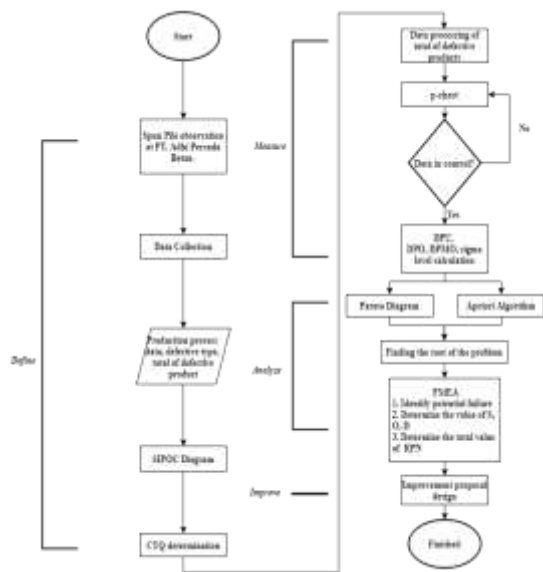 Start
Span Pile observation
at PT. Adhi Persada
Beton
Data Collection
Production process
data, defective type,
total of defective
product
SIPOC Diagram
CTQ determination
Define
Data processing of
total of defective
products
p-chart
No
Data in control?
Yes
DPU,
DPO, DPMO, sigma
level calculation
Measure
Pareto Diagram
Apriori Algorithm
Finding the root of the problem
FMEA
1. Identify potential failure
2. Determine the value of S,
O, D
3. Determine the total value
of RPN
Analyze
Improvement proposal
design
Improve
Finished